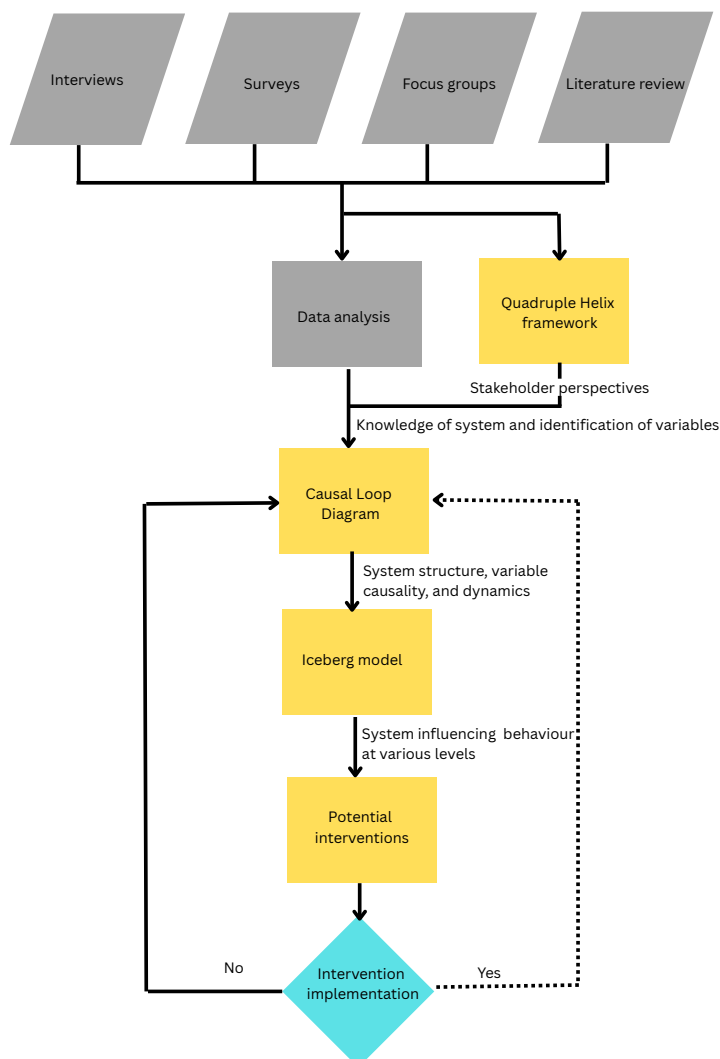 Interviews
Surveys
Focus groups
Literature review
Data analysis
Quadruple Helix
framework
Stakeholder perspectives
Knowledge of system and identification of variables
Causal Loop
Diagram
System structure, variable
causality, and dynamics
Iceberg model
System influencing behaviour
at various levels
Potential
interventions
Intervention
implementation
No
Yes